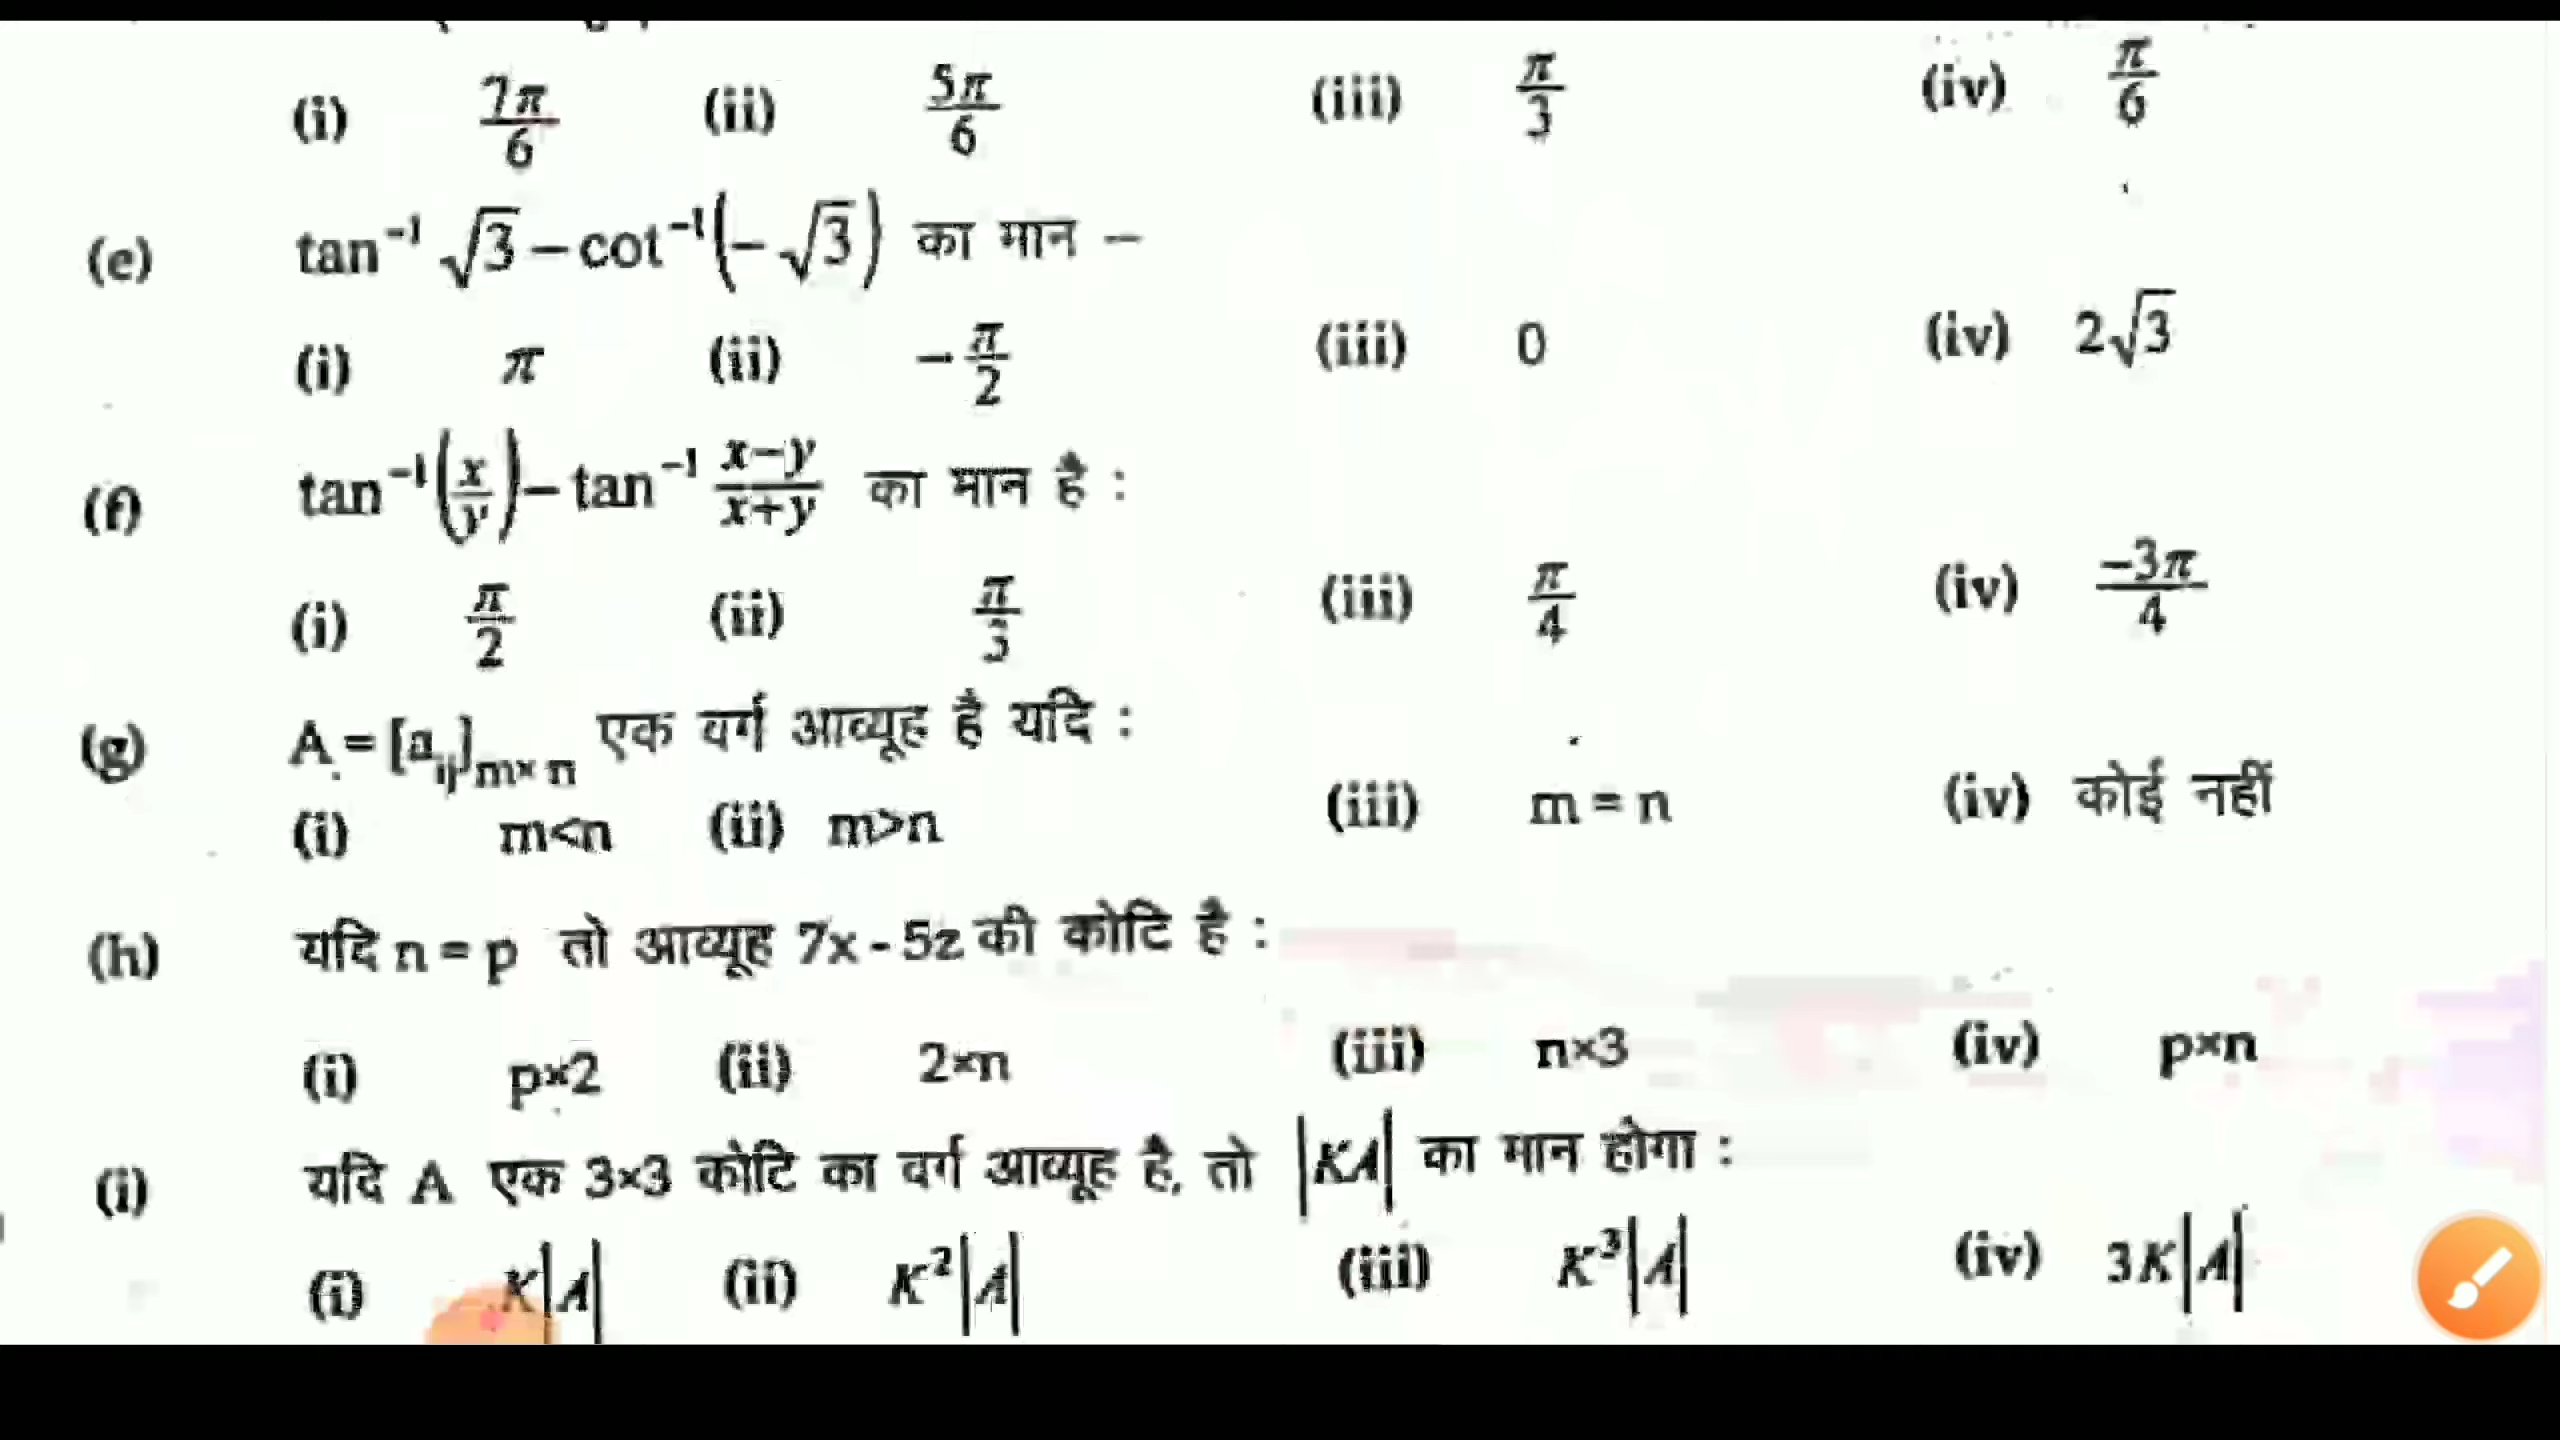 (i) 7π/6 (ii) 5π/6 (iii) π/3 (iv) π/6
(e) tan⁻¹ √3 – cot⁻¹(– √3) का मान –
(i) π (ii) – π/2 (iii) 0 (iv) 2√3
(f) tan⁻¹(x/y) – tan⁻¹ x–y/x+y का मान है :
(i) π/2 (ii) π/3 (iii) π/4 (iv) –3π/4
(g) A = [aᵢⱼ]m×n एक वर्ग आव्यूह है यदि :
(i) m<n (ii) m>n (iii) m = n (iv) कोई नहीं
(h) यदि n = p तो आव्यूह 7x - 5z की कोटि है :
(i) p×2 (ii) 2×n (iii) n×3 (iv) p×n
(i) यदि A एक 3×3 कोटि का वर्ग आव्यूह है, तो |KA| का मान होगा :
(i) K|A| (ii) K²|A| (iii) K³|A| (iv) 3K|A|